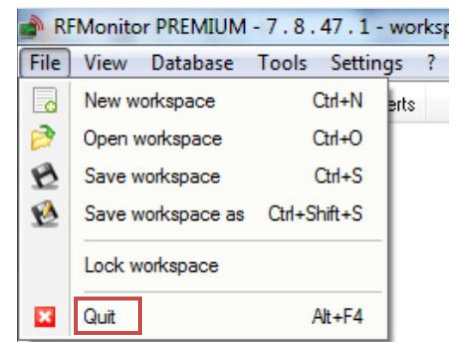 RFMonitor PREMIUM - 7 . 8 . 47 . 1 - worksp
File View Database Tools Settings ?
erts
New workspace Ctrl+N
Open workspace Ctrl+O
Save workspace Ctrl+S
Save workspace as Ctrl+Shift+S
Lock workspace
Quit Alt+F4